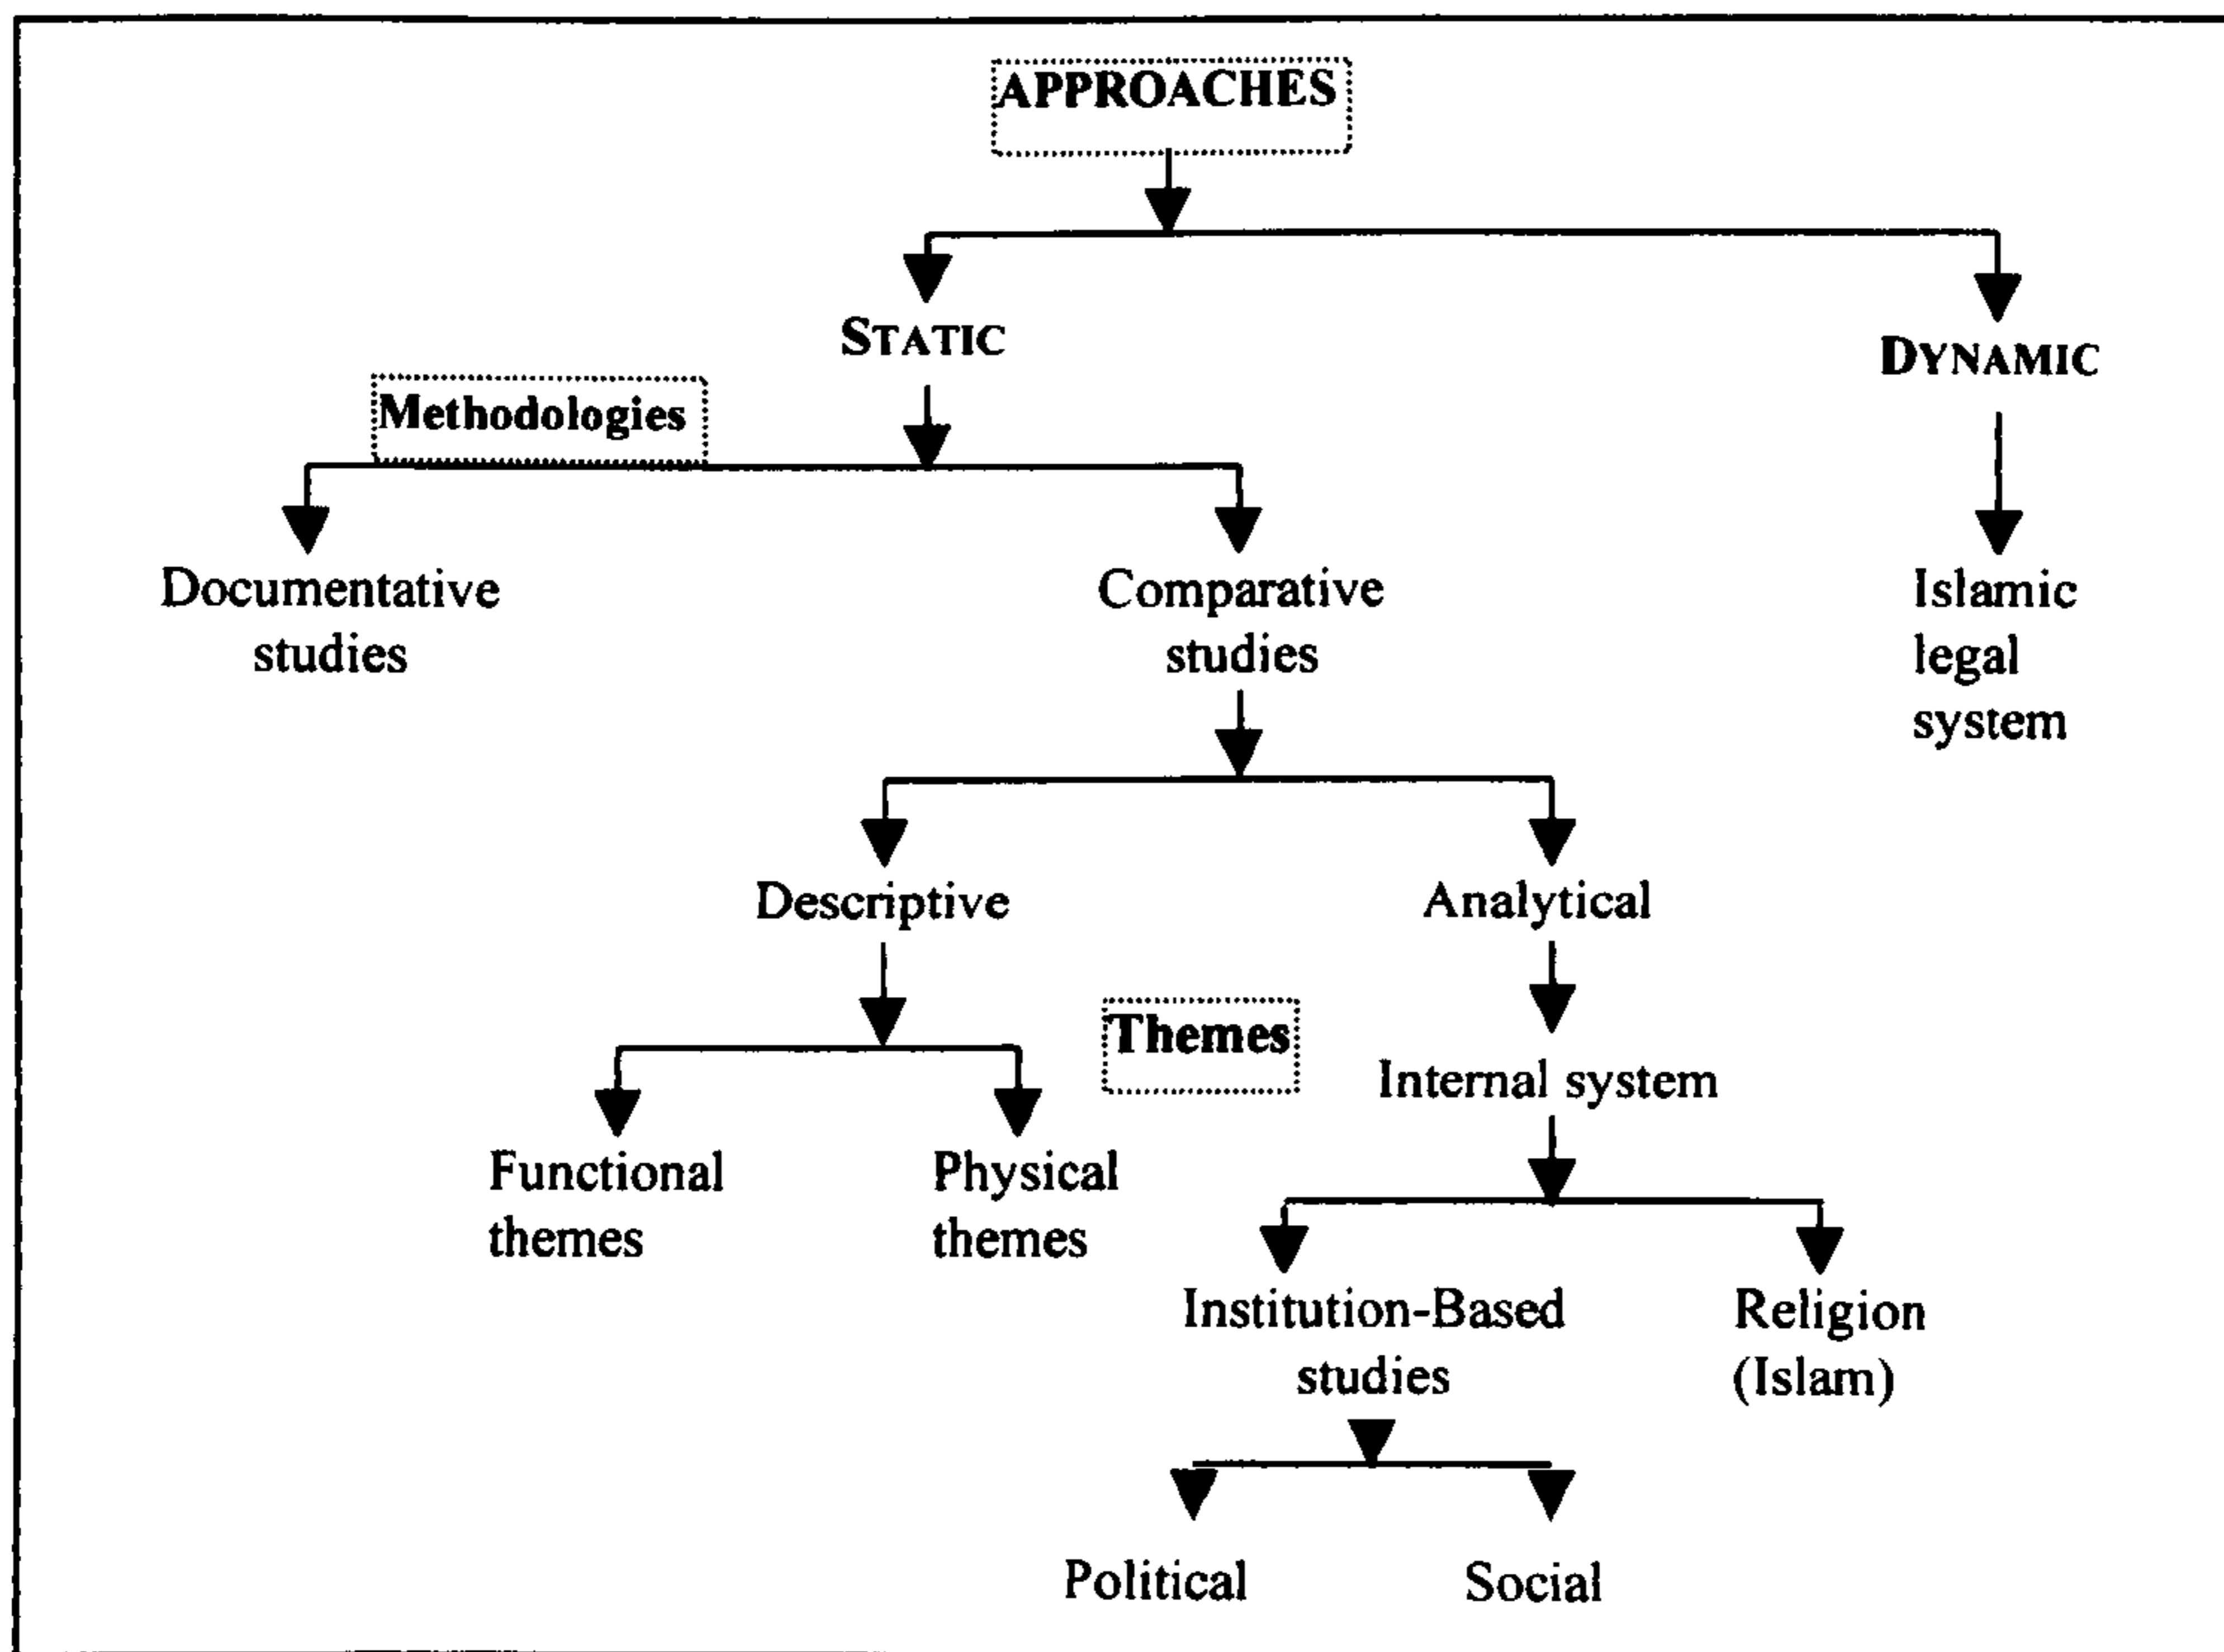 APPROACHES
STATIC
DYNAMIC
Methodologies
Documentative
studies
Comparative
studies
Islamic
legal
system
Descriptive
Analytical
Themes
Internal system
Functional
themes
Physical
themes
Institution-Based
studies
Religion
(Islam)
Political
Social